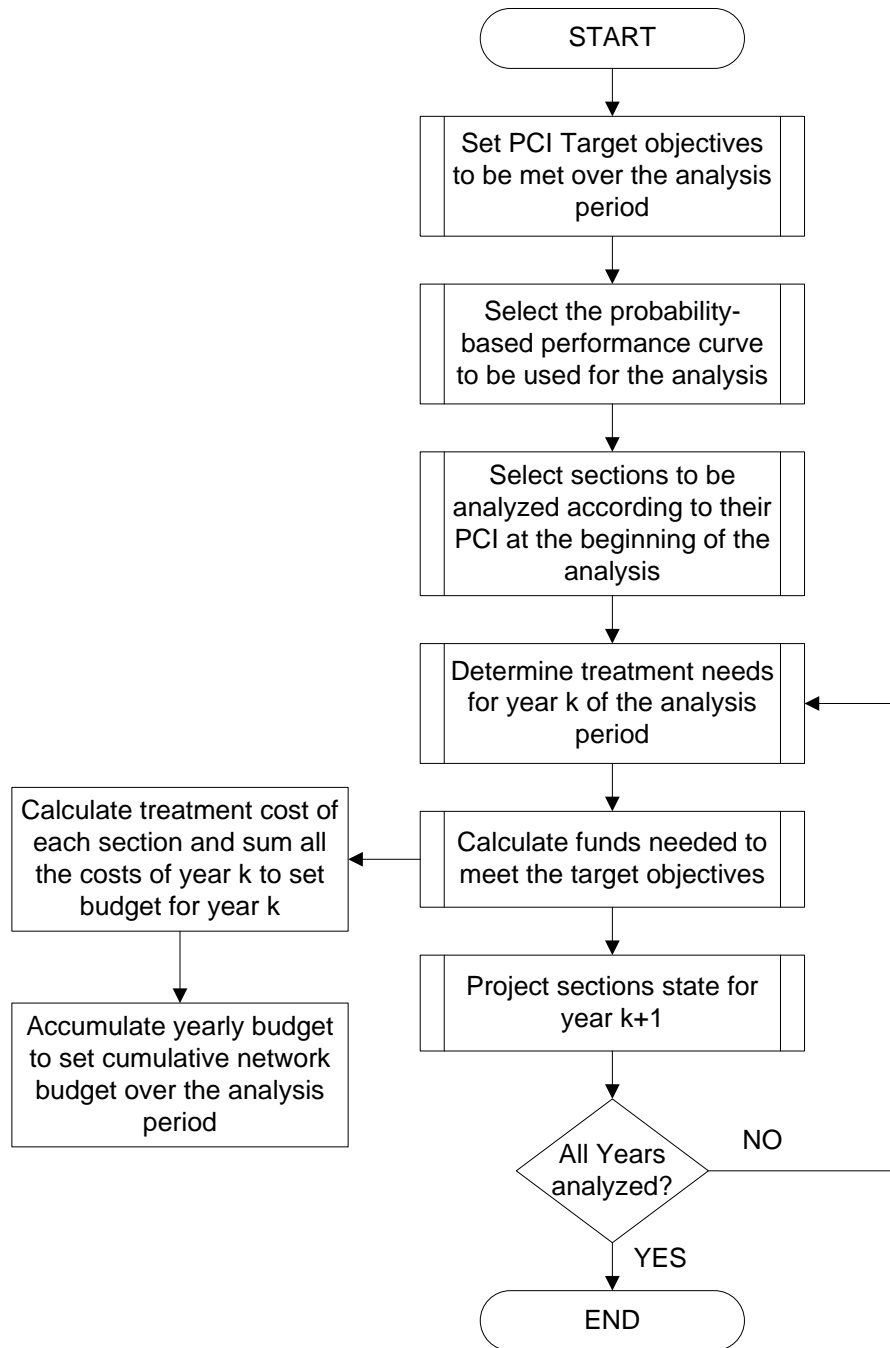 START
Set PCI Target objectives
to be met over the analysis
period
Select the probability-
based performance curve
to be used for the analysis
Select sections to be
analyzed according to their
PCI at the beginning of the
analysis
Determine treatment needs
for year k of the analysis
period
Calculate treatment cost of
each section and sum all
the costs of year k to set
budget for year k
Calculate funds needed to
meet the target objectives
Accumulate yearly budget
to set cumulative network
budget over the analysis
period
Project sections state for
year k+1
All Years
analyzed?
NO
YES
END